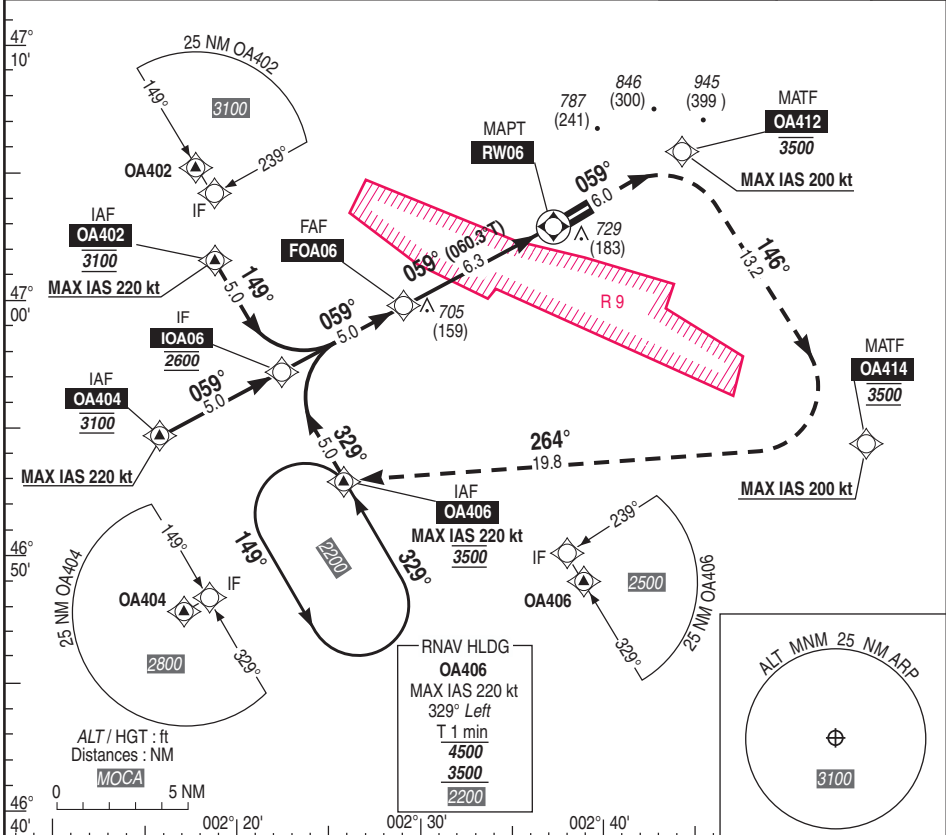 47°
10'
25 NM OA402
149°
3100
239°
OA402
IF
787
(241)
846
(300)
945
(399 )
MATF
OA412
3500
MAX IAS 200 kt
MAPT
RW06
059°
6.0
729
(183)
IAF
OA402
3100
MAX IAS 220 kt
149°
5.0
FAF
FOA06
059° (060.3°T)
6.3
146°
13.2
47°
00'
059°
5.0
705
(159)
R 9
IF
IOA06
2600
IAF
OA404
3100
MAX IAS 220 kt
059°
5.0
MATF
OA414
3500
MAX IAS 200 kt
329°
5.0
264°
19.8
IAF
OA406
MAX IAS 220 kt
3500
149°
2200
329°
46°
50'
25 NM OA404
149°
IF
OA404
329°
2800
239°
IF
OA406
2500
329°
25 NM OA406
RNAV HLDG
OA406
MAX IAS 220 kt
329° Left
T 1 min
4500
3500
2200
ALT MNM 25 NM ARP
3100
ALT / HGT : ft
Distances : NM
MOCA
0 5 NM
46°
40'
002° 20'
002° 30'
002° 40'